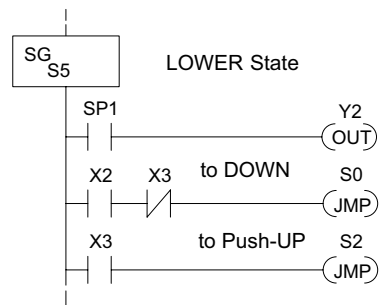 SG
S5
LOWER State
SP1
Y2
OUT
X2
X3
to DOWN
S0
JMP
X3
to Push-UP
S2
JMP